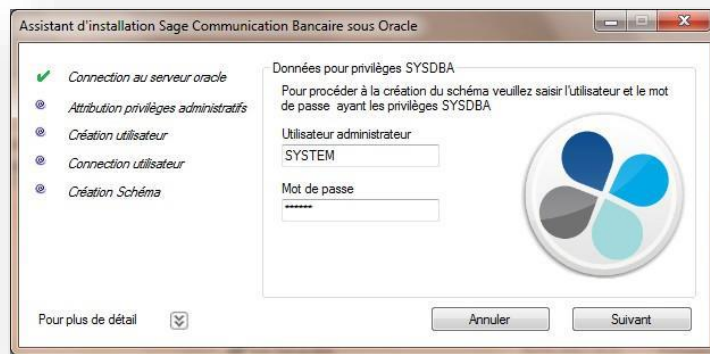 Assistant d'installation Sage Communication Bancaire sous Oracle
Connection au serveur oracle
Attribution privilèges administratifs
Création utilisateur
Connection utilisateur
Création Schéma
Données pour privilèges SYSDBA
Pour procéder à la création du schéma veuillez saisir l'utilisateur et le mot
de passe ayant les privilèges SYSDBA
Utilisateur administrateur
SYSTEM
Mot de passe
******
Pour plus de détail
Annuler
Suivant